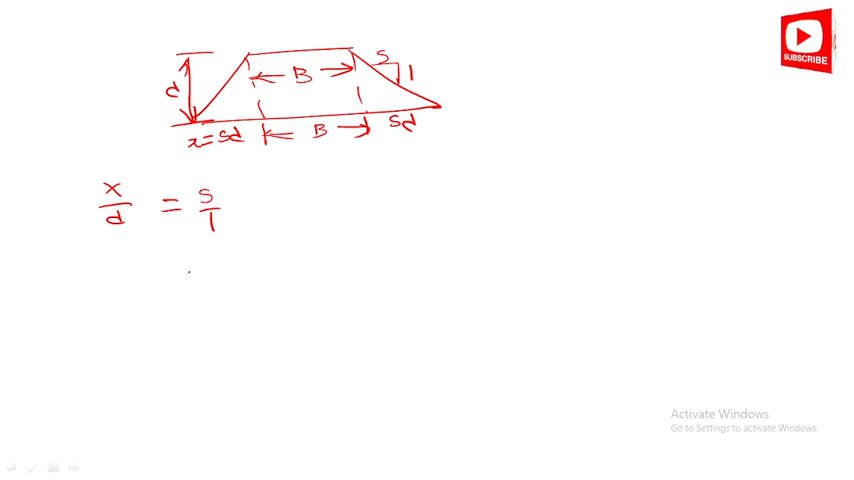 SUBSCRIBE
S
1
d
B
x=Sd
B
Sd
x/d = S/1
Activate Windows
Go to Settings to activate Windows.